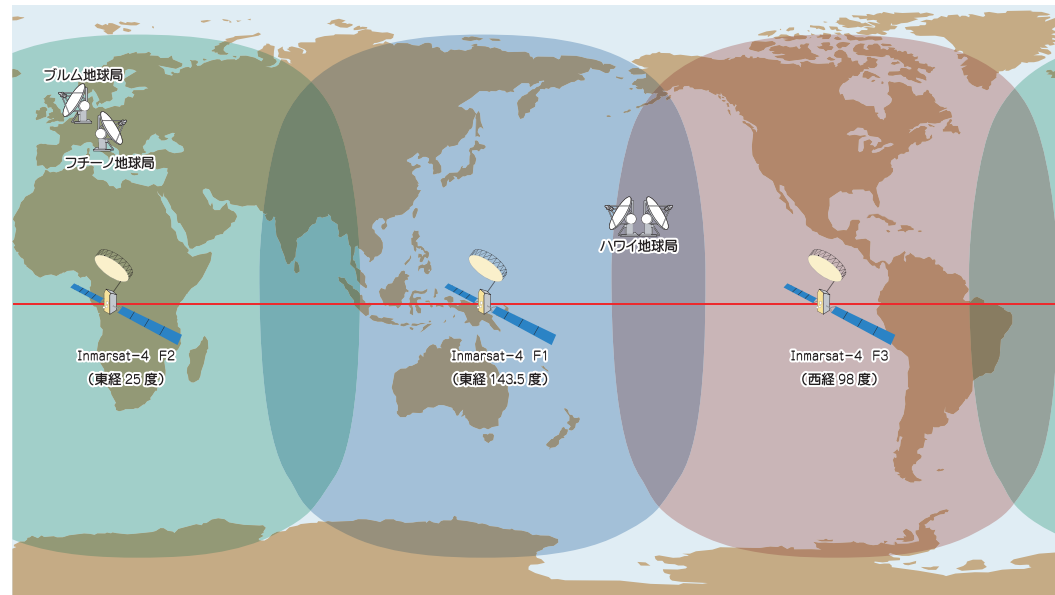 ブルム地球局
フチーノ地球局
ハワイ地球局
Inmarsat-4 F2
（東経 25 度）
Inmarsat-4 F1
（東経 143.5 度）
Inmarsat-4 F3
（西経 98 度）